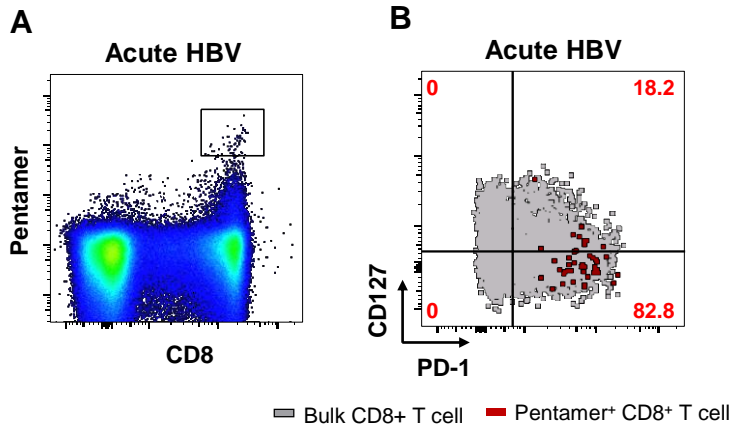 A
Acute HBV
Pentamer
CD8
B
Acute HBV
0
18.2
0
82.8
CD127
PD-1
Bulk CD8+ T cell
Pentamer⁺ CD8⁺ T cell